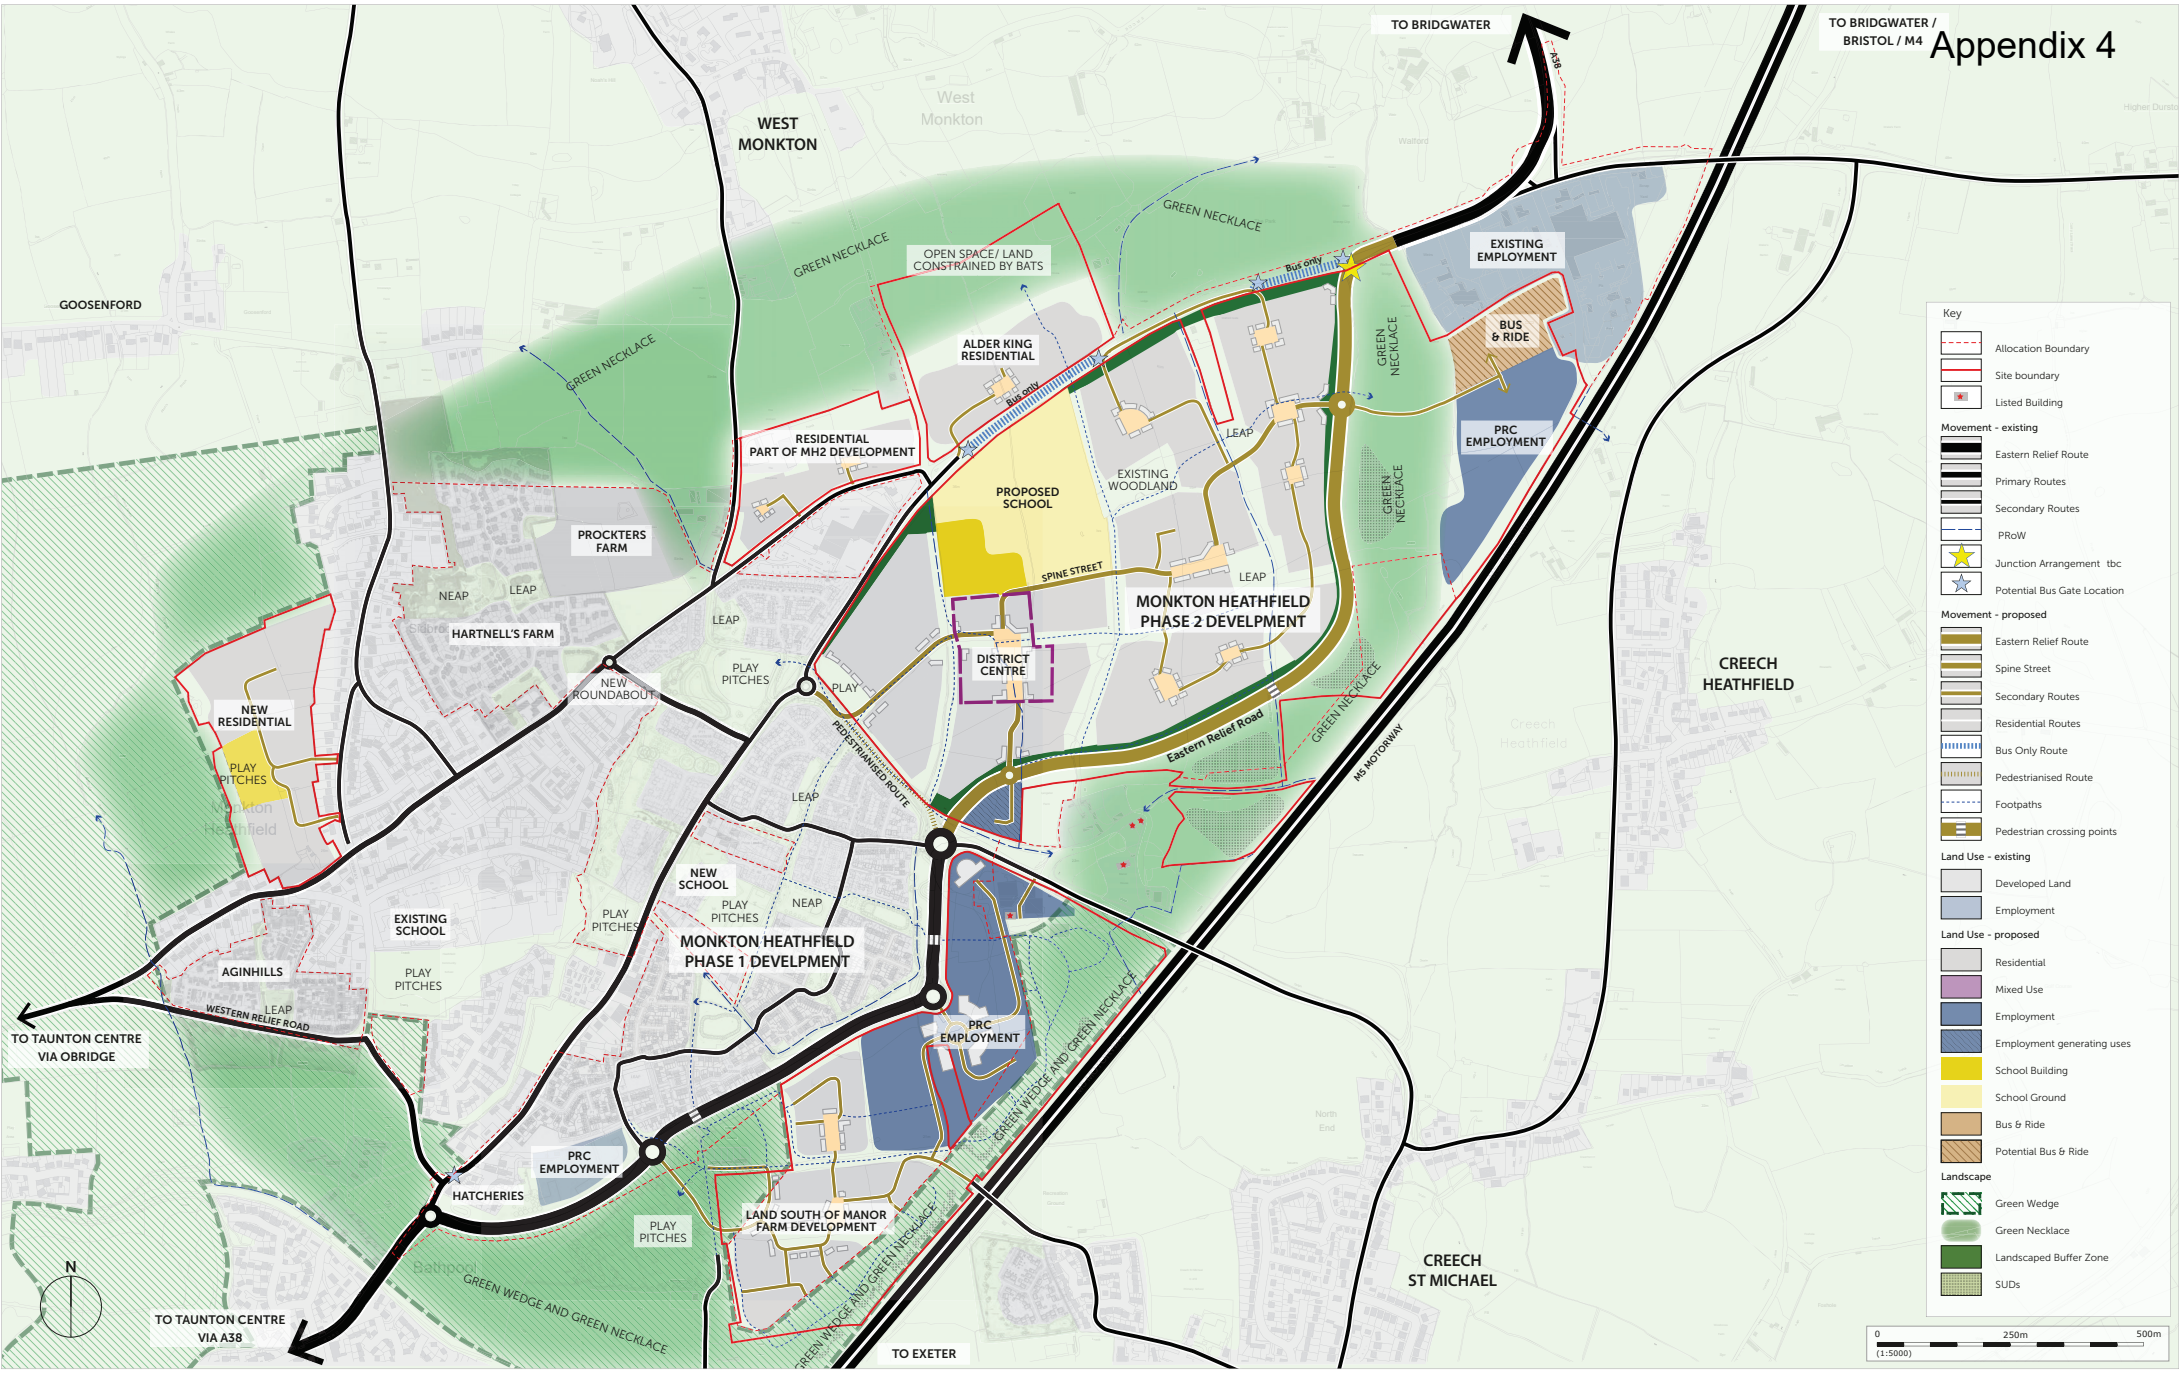 TO BRIDGWATER
TO BRIDGWATER /
BRISTOL / M4
Appendix 4
A38
West
Monkton
WEST
MONKTON
Walford
Higher Durston
GREEN NECKLACE
GREEN NECKLACE
OPEN SPACE/ LAND
CONSTRAINED BY BATS
EXISTING
EMPLOYMENT
Bus only
GOOSENFORD
GREEN NECKLACE
ALDER KING
RESIDENTIAL
Bus only
GREEN
NECKLACE
BUS
& RIDE
RESIDENTIAL
PART OF MH2 DEVELOPMENT
LEAP
PRC
EMPLOYMENT
EXISTING
WOODLAND
PROPOSED
SCHOOL
GREEN
NECKLACE
PROCKTERS
FARM
SPINE STREET
LEAP
NEAP
LEAP
LEAP
HARTNELL'S FARM
MONKTON HEATHFIELD
PHASE 2 DEVELPMENT
DISTRICT
CENTRE
PLAY
PITCHES
PLAY
NEW
ROUNDABOUT
NEW
RESIDENTIAL
PLAY
PITCHES
Monkton
Heathfield
PEDESTRIANISED ROUTE
Eastern Relief Road
GREEN NECKLACE
M5 MOTORWAY
CREECH
HEATHFIELD
Creech
Heathfield
LEAP
NEW
SCHOOL
PLAY
PITCHES
NEAP
PLAY
PITCHES
EXISTING
SCHOOL
MONKTON HEATHFIELD
PHASE 1 DEVELPMENT
AGINHILLS
PLAY
PITCHES
LEAP
WESTERN RELIEF ROAD
TO TAUNTON CENTRE
VIA OBRIDGE
PRC
EMPLOYMENT
GREEN WEDGE AND GREEN NECKLACE
North
End
PRC
EMPLOYMENT
HATCHERIES
PLAY
PITCHES
LAND SOUTH OF MANOR
FARM DEVELOPMENT
GREEN WEDGE AND GREEN NECKLACE
Bathpool
GREEN WEDGE AND GREEN NECKLACE
CREECH
ST MICHAEL
N
TO TAUNTON CENTRE
VIA A38
TO EXETER
Key
Allocation Boundary
Site boundary
Listed Building
Movement - existing
Eastern Relief Route
Primary Routes
Secondary Routes
PRoW
Junction Arrangement tbc
Potential Bus Gate Location
Movement - proposed
Eastern Relief Route
Spine Street
Secondary Routes
Residential Routes
Bus Only Route
Pedestrianised Route
Footpaths
Pedestrian crossing points
Land Use - existing
Developed Land
Employment
Land Use - proposed
Residential
Mixed Use
Employment
Employment generating uses
School Building
School Ground
Bus & Ride
Potential Bus & Ride
Landscape
Green Wedge
Green Necklace
Landscaped Buffer Zone
SUDs
0 250m 500m
(1:5000)